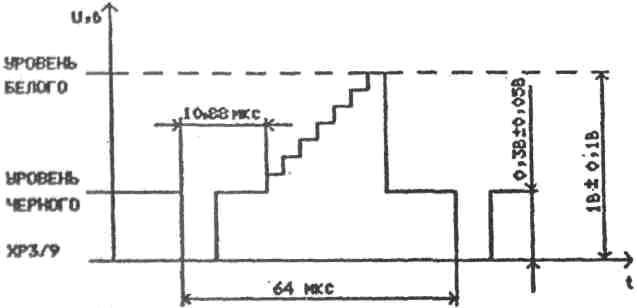 U,В
УРОВЕНЬ
БЕЛОГО
10,88 мкс
УРОВЕНЬ
ЧЕРНОГО
ХР3/9
64 мкс
0,3В±0,05В
1В ± 0,1В
t